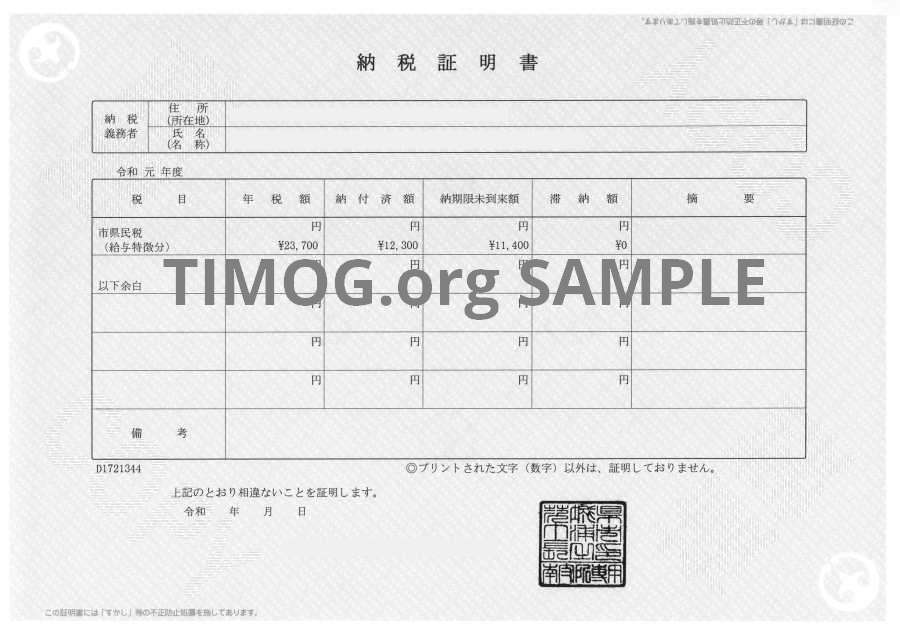 この証明書には「すかし」等の不正防止処置を施してあります。
納税証明書
納税義務者
住所
(所在地)
氏名
(名称)
令和 元 年度
税目 年税額 納付済額 納期限未到来額 滞納額 摘要
市県民税 円 円 円 円
(給与特徴分) ¥23,700 ¥12,300 ¥11,400 ¥0
円 円 円 円
以下余白
TIMOG.org SAMPLE
円 円 円 円
円 円 円 円
円 円 円 円
備考
D1721344 ◎プリントされた文字（数字）以外は、証明しておりません。
上記のとおり相違ないことを証明します。
令和 年 月 日
この証明書には「すかし」等の不正防止処置を施してあります。